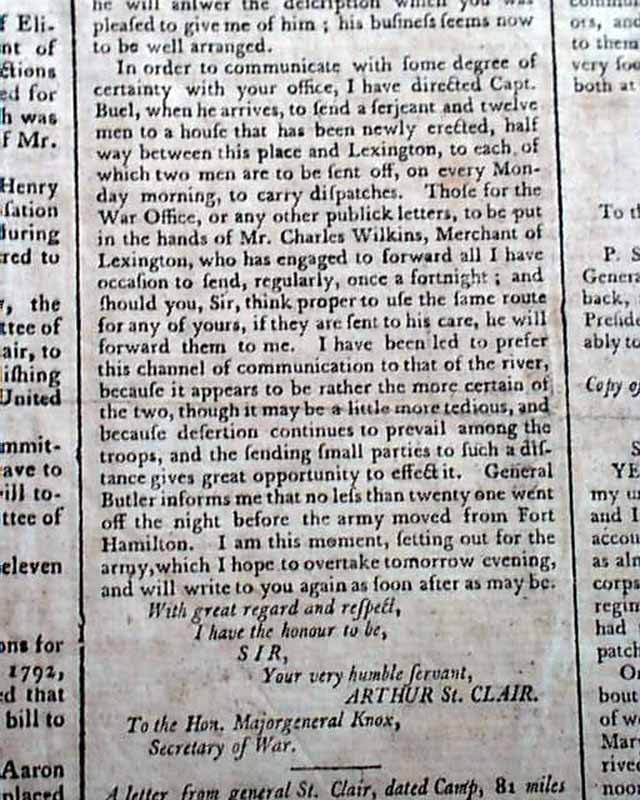 f Eli-
nt of
ctions
ed for
h was
f Mr.
Henry
ſation
during
red to
, the
ttee of
air, to
liſhing
United
mmit-
ave to
ill to-
ttee of
eleven
ons for
1792,
ed that
bill to
Aaron
placed
he will anſwer the deſcription which you was
pleaſed to give me of him ; his buſineſs ſeems now
to be well arranged.
In order to communicate with ſome degree of
certainty with your office, I have directed Capt.
Buel, when he arrives, to ſend a ſerjeant and twelve
men to a houſe that has been newly erected, half
way between this place and Lexington, to each of
which two men are to be ſent off, on every Mon-
day morning, to carry diſpatches. Thoſe for the
War Office, or any other publick letters, to be put
in the hands of Mr. Charles Wilkins, Merchant of
Lexington, who has engaged to forward all I have
occaſion to ſend, regularly, once a fortnight ; and
ſhould you, Sir, think proper to uſe the ſame route
for any of yours, if they are ſent to his care, he will
forward them to me. I have been led to prefer
this channel of communication to that of the river,
becauſe it appears to be rather the more certain of
the two, though it may be a little more tedious, and
becauſe deſertion continues to prevail among the
troops, and the ſending ſmall parties to ſuch a diſ-
tance gives great opportunity to effect it. General
Butler informs me that no leſs than twenty one went
off the night before the army moved from Fort
Hamilton. I am this moment, ſetting out for the
army, which I hope to overtake tomorrow evening,
and will write to you again as ſoon after as may be.
With great regard and reſpect,
I have the honour to be,
SIR,
Your very humble ſervant,
ARTHUR St. CLAIR.
To the Hon. Majorgeneral Knox,
Secretary of War.
A letter from general St. Clair, dated Camp, 81 miles
ors, and
to them
very ſo
both at
To th
P. S
Genera
back,
Preſide
ably to
Copy of
S
YE
my u
and I
accou
as alm
corps
regim
had
patch
O
bout
of w
Mary
rived
noo